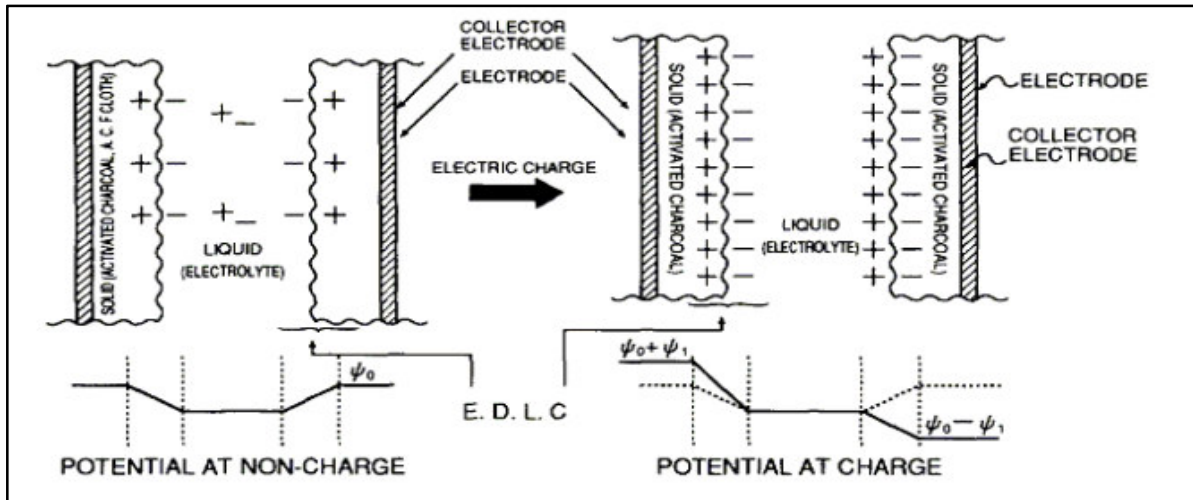 COLLECTOR
ELECTRODE
ELECTRODE
SOLID (ACTIVATED CHARCOAL, A. C. F CLOTH)
+ − + − − +
+ − − +
+ − + − − +
LIQUID
(ELECTROLYTE)
ELECTRIC CHARGE
SOLID (ACTIVATED CHARCOAL)
+ − + −
+ − + −
+ − + −
+ − + −
+ − + −
+ − + −
+ − + −
+ − + −
+ − + −
LIQUID
(ELECTROLYTE)
SOLID (ACTIVATED CHARCOAL)
ELECTRODE
COLLECTOR
ELECTRODE
ψ₀
E. D. L. C
ψ₀+ψ₁
ψ₀−ψ₁
POTENTIAL AT NON-CHARGE
POTENTIAL AT CHARGE